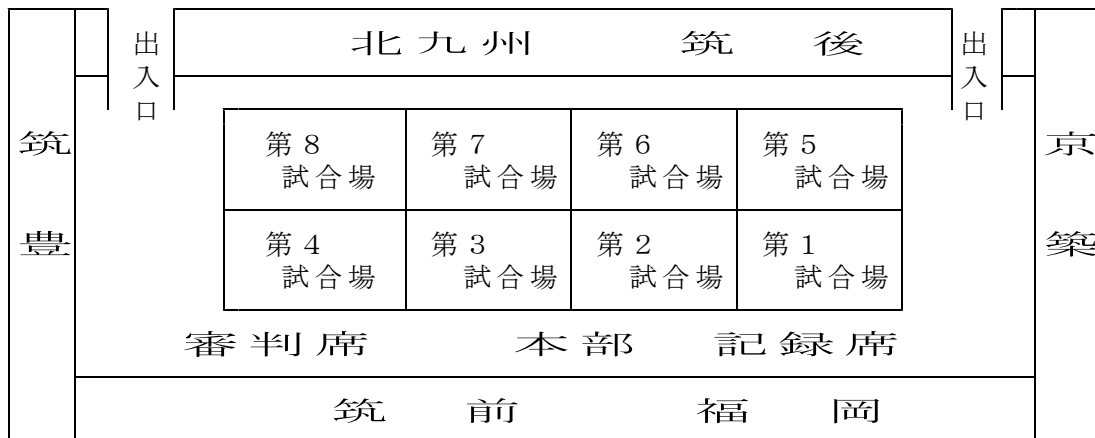 出入口
北九州 筑後
出入口
筑豊
京築
第8試合場
第7試合場
第6試合場
第5試合場
第4試合場
第3試合場
第2試合場
第1試合場
審判席 本部 記録席
筑前 福岡